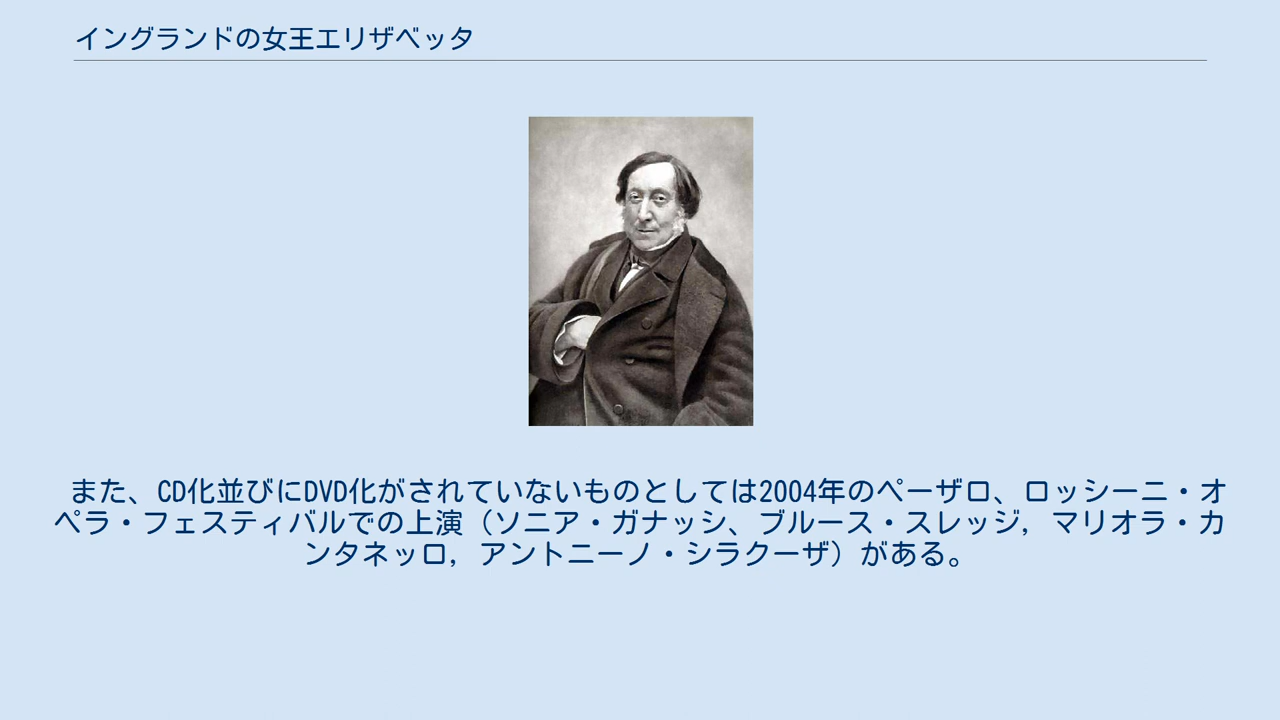 イングランドの女王エリザベッタ
また、CD化並びにDVD化がされていないものとしては2004年のペーザロ、ロッシーニ・オ
ペラ・フェスティバルでの上演（ソニア・ガナッシ、ブルース・スレッジ, マリオラ・カ
ンタネッロ, アントニーノ・シラクーザ）がある。